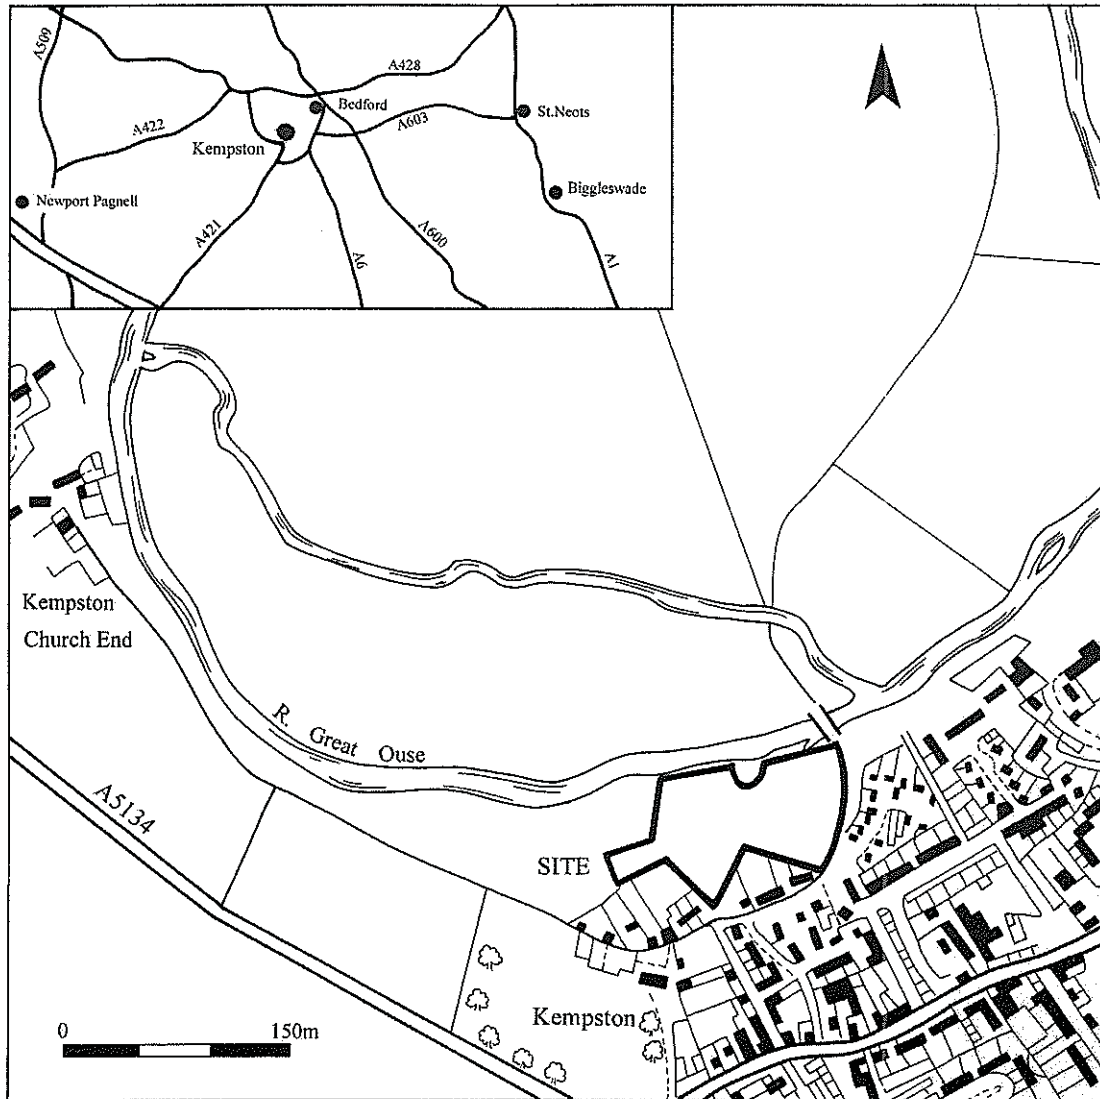 A509
A428
Bedford
St.Neots
A422
A603
Kempston
Biggleswade
Newport Pagnell
A421
A6
A600
A1
Kempston
Church End
R. Great Ouse
A5134
SITE
Kempston
0 150m